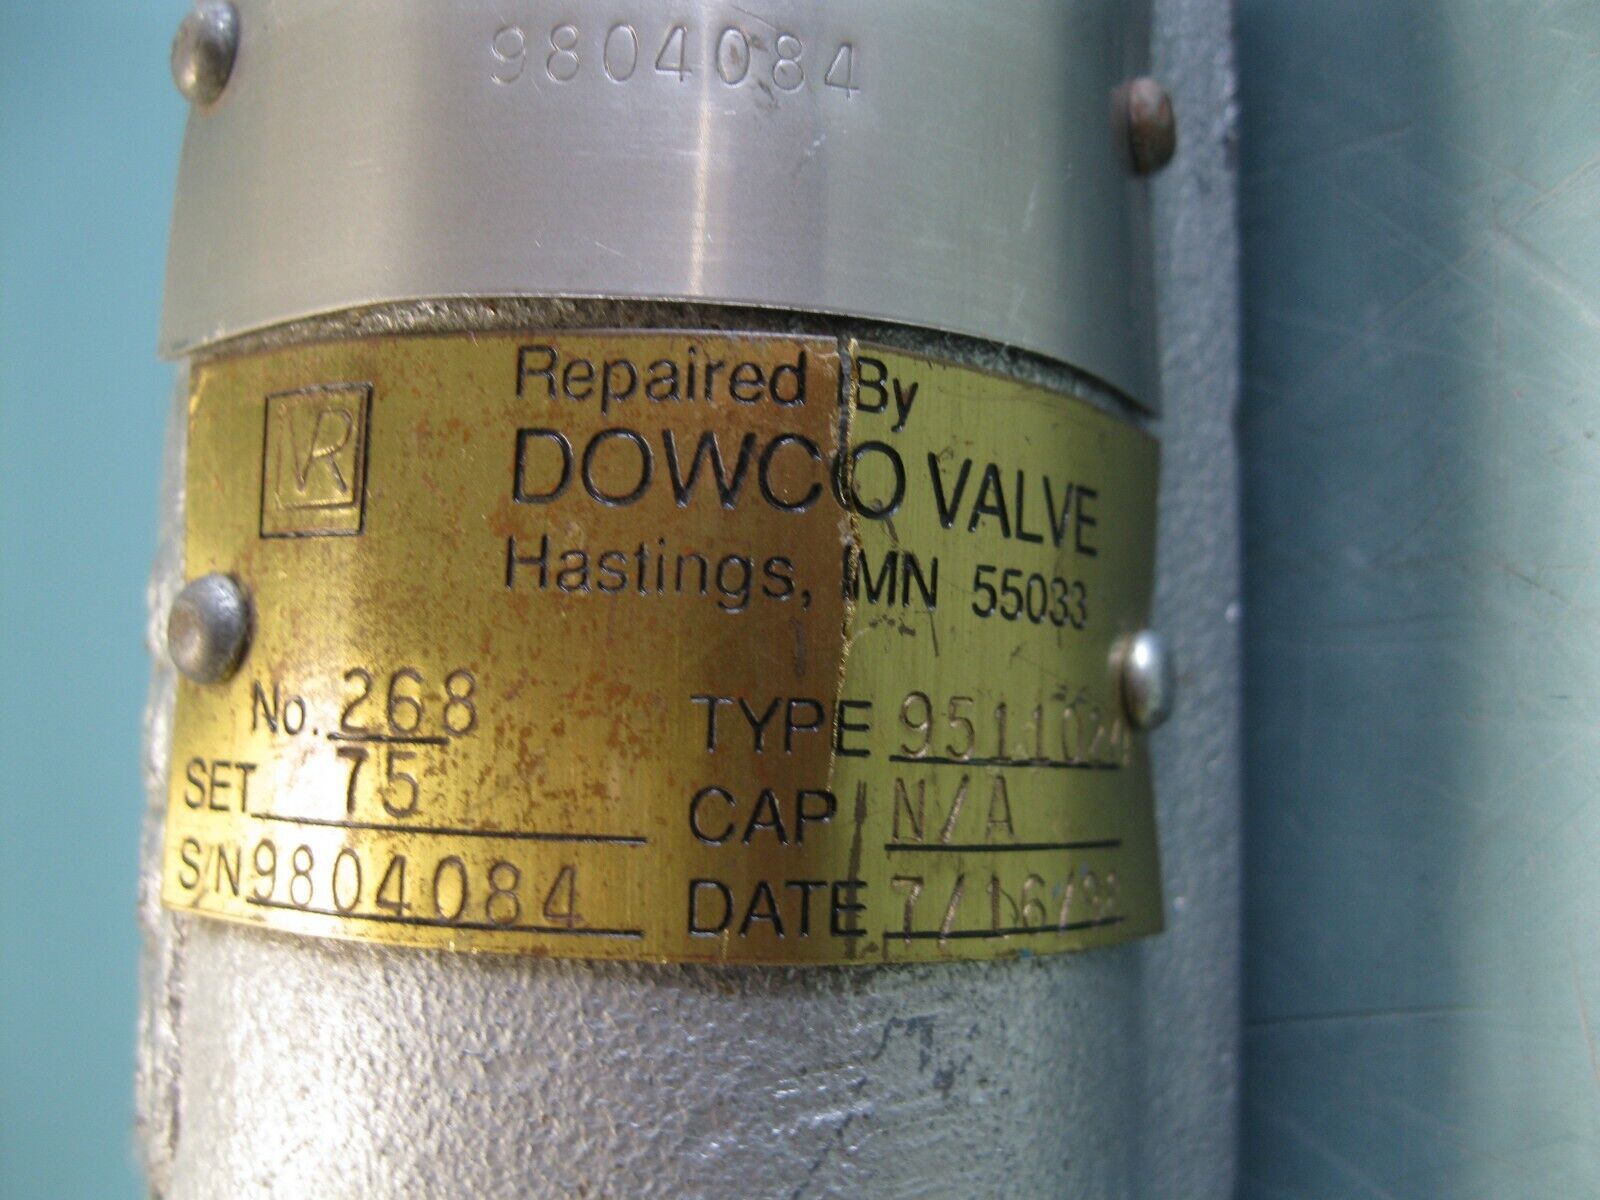 9804084
VR
Repaired By
DOWCO VALVE
Hastings, MN 55033
No. 268 TYPE
SET 75 CAP N/A
S/N 9804084 DATE